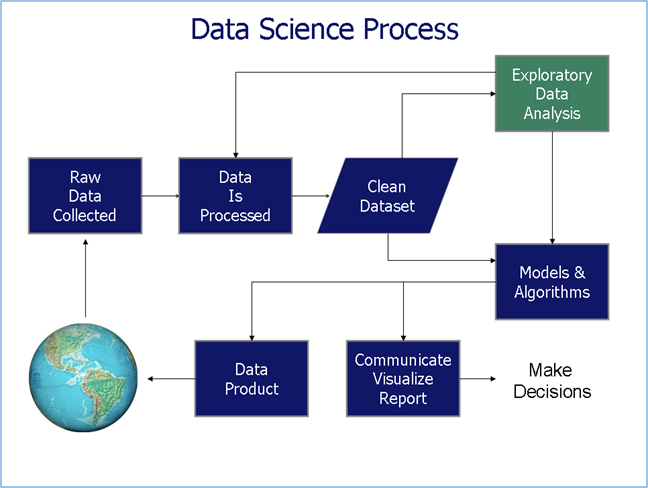 Data Science Process
Exploratory
Data
Analysis
Raw
Data
Collected
Data
Is
Processed
Clean
Dataset
Models &
Algorithms
Data
Product
Communicate
Visualize
Report
Make
Decisions